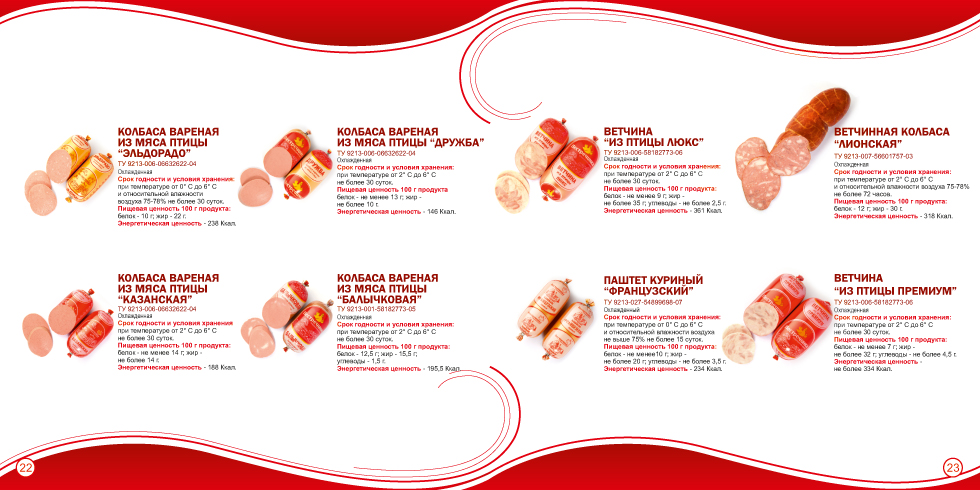 КОЛБАСА ВАРЕНАЯ
ИЗ МЯСА ПТИЦЫ
“ЭЛЬДОРАДО”
ТУ 9213-006-06632622-04
Охлажденная
Срок годности и условия хранения:
при температуре от 2° С до 6° С
и относительной влажности
воздуха 75-78% не более 30 суток.
Пищевая ценность 100 г продукта:
белок - 10 г; жир - 22 г.
Энергетическая ценность - 238 Ккал.
КОЛБАСА ВАРЕНАЯ
ИЗ МЯСА ПТИЦЫ “ДРУЖБА”
ТУ 9213-006-06632622-04
Охлажденная
Срок годности и условия хранения:
при температуре от 2° С до 6° С
не более 30 суток.
Пищевая ценность 100 г продукта
белок - не менее 13 г; жир -
не более 10 г.
Энергетическая ценность - 146 Ккал.
КОЛБАСА ВАРЕНАЯ
ИЗ МЯСА ПТИЦЫ
“КАЗАНСКАЯ”
ТУ 9213-006-06632622-04
Охлажденная
Срок годности и условия хранения
при температуре от 2° С до 6° С
не более 30 суток.
Пищевая ценность 100 г продукта:
белок - не менее 14 г; жир -
не более 14 г.
Энергетическая ценность - 188 Ккал.
КОЛБАСА ВАРЕНАЯ
ИЗ МЯСА ПТИЦЫ
“БАЛЫЧКОВАЯ”
ТУ 9213-001-58182773-05
Охлажденная
Срок годности и условия хранения:
при температуре от 2° С до 6° С
не более 30 суток.
Пищевая ценность 100 г продукта:
белок - 12,5 г; жир - 15,5 г;
углеводы - 1,5 г.
Энергетическая ценность - 195,5 Ккал.
22
ВЕТЧИНА
“ИЗ ПТИЦЫ ЛЮКС”
ТУ 9213-006-58182773-06
Охлажденная
Срок годности и условия хранения:
при температуре от 2° С до 6° С
не более 30 суток.
Пищевая ценность 100 г продукта:
белок - не менее 9 г; жир -
не более 35 г; углеводы - не более 2,5 г.
Энергетическая ценность - 361 Ккал.
ВЕТЧИННАЯ КОЛБАСА
“ЛИОНСКАЯ”
ТУ 9213-007-56601757-03
Охлажденная
Срок годности и условия хранения:
при температуре от 2° С до 6° С
и относительной влажности воздуха 75-78%
не более 72 часов.
Пищевая ценность 100 г продукта:
белок - 12 г; жир - 30 г.
Энергетическая ценность - 318 Ккал.
ПАШТЕТ КУРИНЫЙ
“ФРАНЦУЗСКИЙ”
ТУ 9213-027-54899698-07
Охлажденный
Срок годности и условия хранения:
при температуре от 0° С до 6° С
и относительной влажности воздуха
не выше 75% не более 15 суток.
Пищевая ценность 100 г продукта:
белок - не менее10 г; жир -
не более 20 г; углеводы - не более 3,5 г.
Энергетическая ценность - 234 Ккал.
ВЕТЧИНА
“ИЗ ПТИЦЫ ПРЕМИУМ”
ТУ 9213-006-58182773-06
Охлажденная
Срок годности и условия хранения:
при температуре от 2° С до 6° С
не более 30 суток.
Пищевая ценность 100 г продукта:
белок - не менее 7 г; жир -
не более 32 г; углеводы - не более 4,5 г.
Энергетическая ценность -
не более 334 Ккал.
23